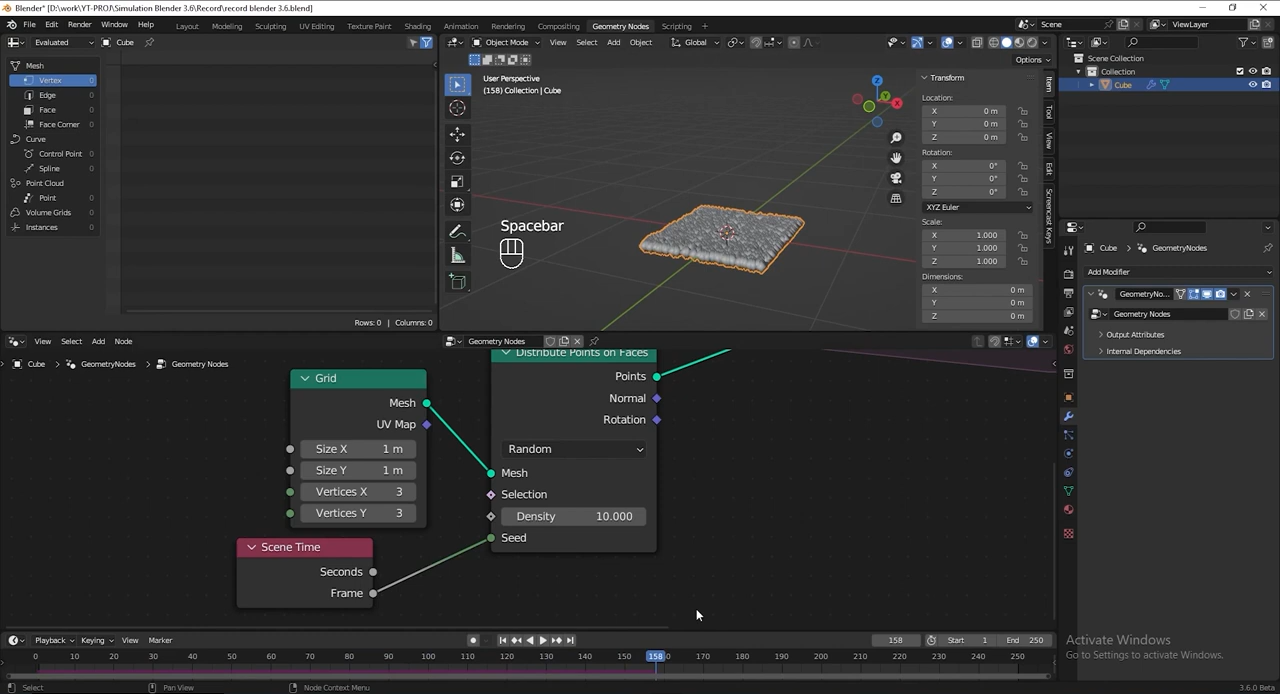 Blender* [D:\work\YT-PROJ\Simulation Blender 3.6\Record\record blender 3.6.blend]
File Edit Render Window Help Layout Modeling Sculpting UV Editing Texture Paint Shading Animation Rendering Compositing Geometry Nodes Scripting + Scene ViewLayer
Evaluated Cube Object Mode View Select Add Object Global
Options
Mesh
Vertex 0
Edge 0
Face 0
Face Corner 0
Curve
Control Point 0
Spline 0
Point Cloud
Point 0
Volume Grids 0
Instances 0
Rows: 0 | Columns: 0
User Perspective
(158) Collection | Cube
Spacebar
Z
Y
X
Transform
Location:
X 0 m
Y 0 m
Z 0 m
Rotation:
X 0°
Y 0°
Z 0°
XYZ Euler
Scale:
X 1.000
Y 1.000
Z 1.000
Dimensions:
X 0 m
Y 0 m
Z 0 m
Item
Tool
View
Edit
Screencast Keys
Scene Collection
Collection
Cube
Cube GeometryNodes
Add Modifier
GeometryNo...
Geometry Nodes
Output Attributes
Internal Dependencies
View Select Add Node Geometry Nodes
Cube GeometryNodes Geometry Nodes
Grid
Mesh
UV Map
Size X 1 m
Size Y 1 m
Vertices X 3
Vertices Y 3
Scene Time
Seconds
Frame
Distribute Points on Faces
Points
Normal
Rotation
Random
Mesh
Selection
Density 10.000
Seed
Playback Keying View Marker 158 Start 1 End 250
0 10 20 30 40 50 60 70 80 90 100 110 120 130 140 150 158 170 180 190 200 210 220 230 240 250
Activate Windows
Go to Settings to activate Windows.
Select Pan View Node Context Menu 3.6.0 Beta